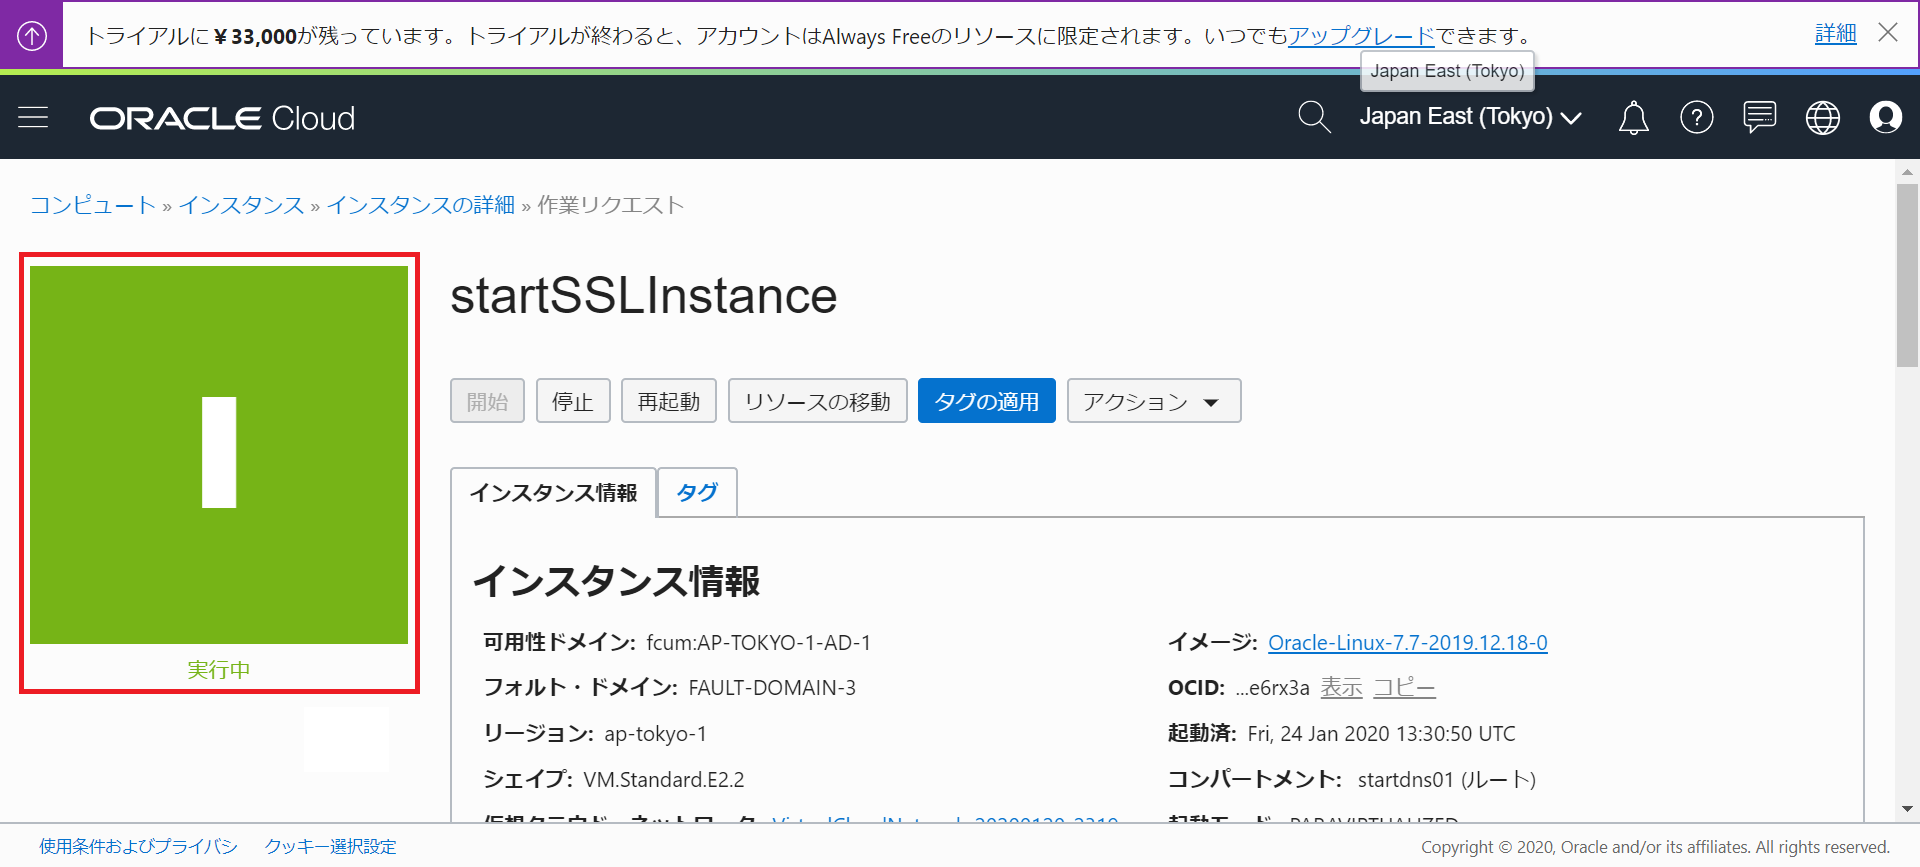 トライアルに￥33,000が残っています。トライアルが終わると、アカウントはAlways Freeのリソースに限定されます。いつでもアップグレードできます。
詳細
Japan East (Tokyo)
ORACLE Cloud
Japan East (Tokyo)
コンピュート » インスタンス » インスタンスの詳細 » 作業リクエスト
startSSLInstance
開始
停止
再起動
リソースの移動
タグの適用
アクション
インスタンス情報
タグ
実行中
インスタンス情報
可用性ドメイン: fcum:AP-TOKYO-1-AD-1
フォルト・ドメイン: FAULT-DOMAIN-3
リージョン: ap-tokyo-1
シェイプ: VM.Standard.E2.2
イメージ: Oracle-Linux-7.7-2019.12.18-0
OCID: ...e6rx3a 表示 コピー
起動済: Fri, 24 Jan 2020 13:30:50 UTC
コンパートメント: startdns01 (ルート)
使用条件およびプライバシ
クッキー選択設定
Copyright © 2020, Oracle and/or its affiliates. All rights reserved.